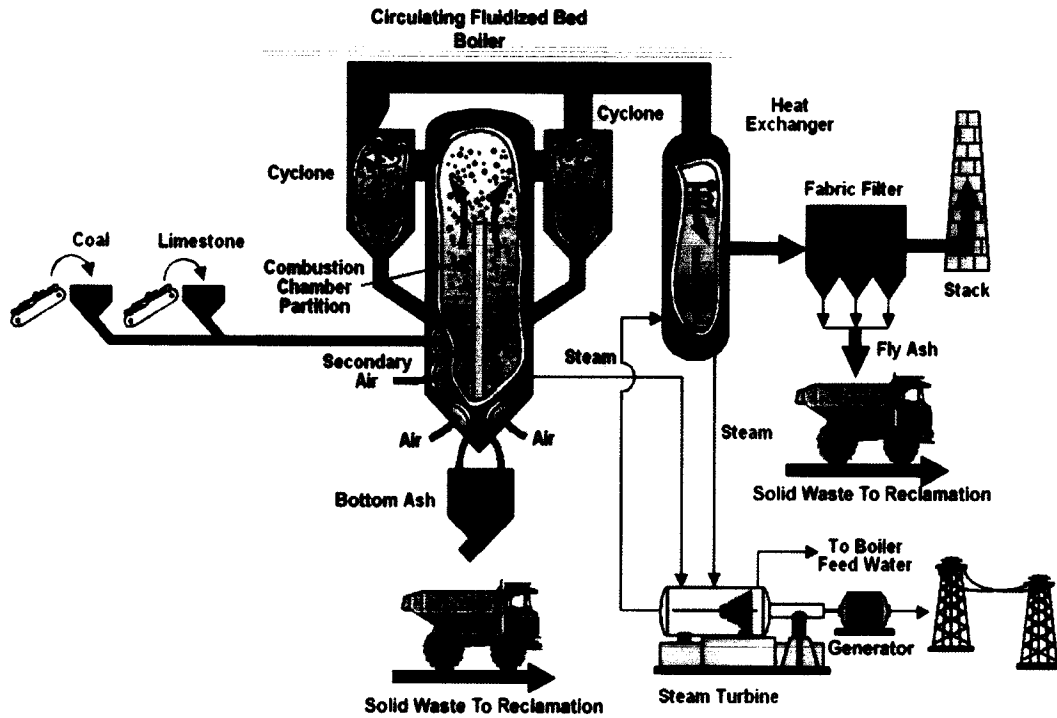 Circulating Fluidized Bed
Boiler
Cyclone
Heat
Exchanger
Cyclone
Fabric Filter
Coal
Limestone
Combustion
Chamber
Partition
Stack
Secondary
Air
Steam
Fly Ash
Air
Air
Steam
Bottom Ash
Solid Waste To Reclamation
To Boiler
Feed Water
Generator
Steam Turbine
Solid Waste To Reclamation